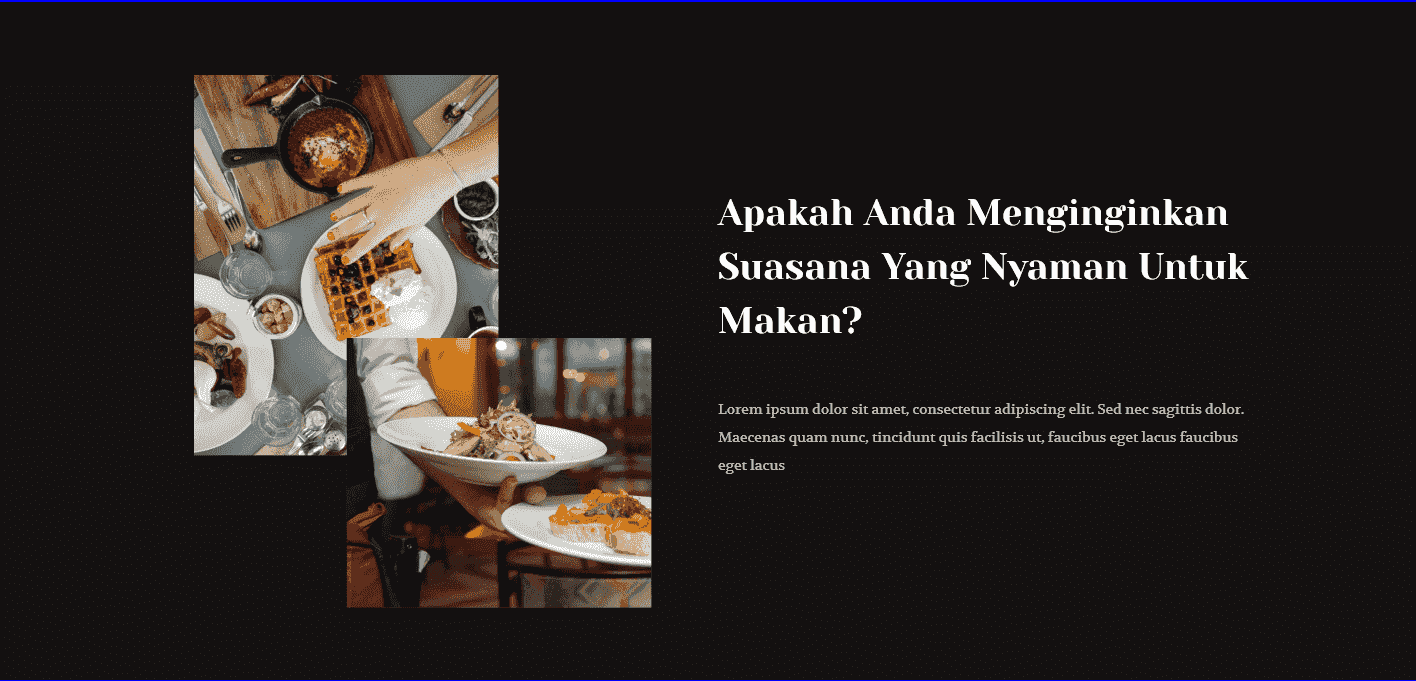 Apakah Anda Menginginkan
Suasana Yang Nyaman Untuk
Makan?
Lorem ipsum dolor sit amet, consectetur adipiscing elit. Sed nec sagittis dolor.
Maecenas quam nunc, tincidunt quis facilisis ut, faucibus eget lacus faucibus
eget lacus